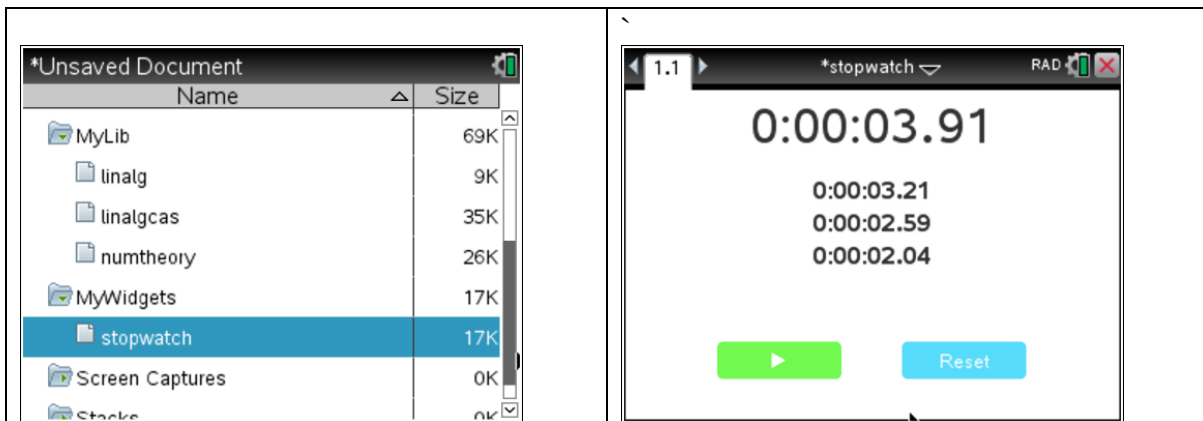 `
*Unsaved Document
Name Size
MyLib 69K
linalg 9K
linalgcas 35K
numtheory 26K
MyWidgets 17K
stopwatch 17K
Screen Captures 0K
Stacks 0K
1.1 *stopwatch RAD
0:00:03.91
0:00:03.21
0:00:02.59
0:00:02.04
Reset